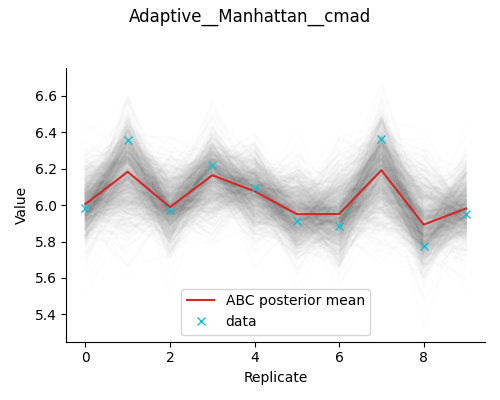 Adaptive__Manhattan__cmad
6.6
6.4
6.2
6.0
5.8
5.6
5.4
Value
ABC posterior mean
data
0 2 4 6 8
Replicate